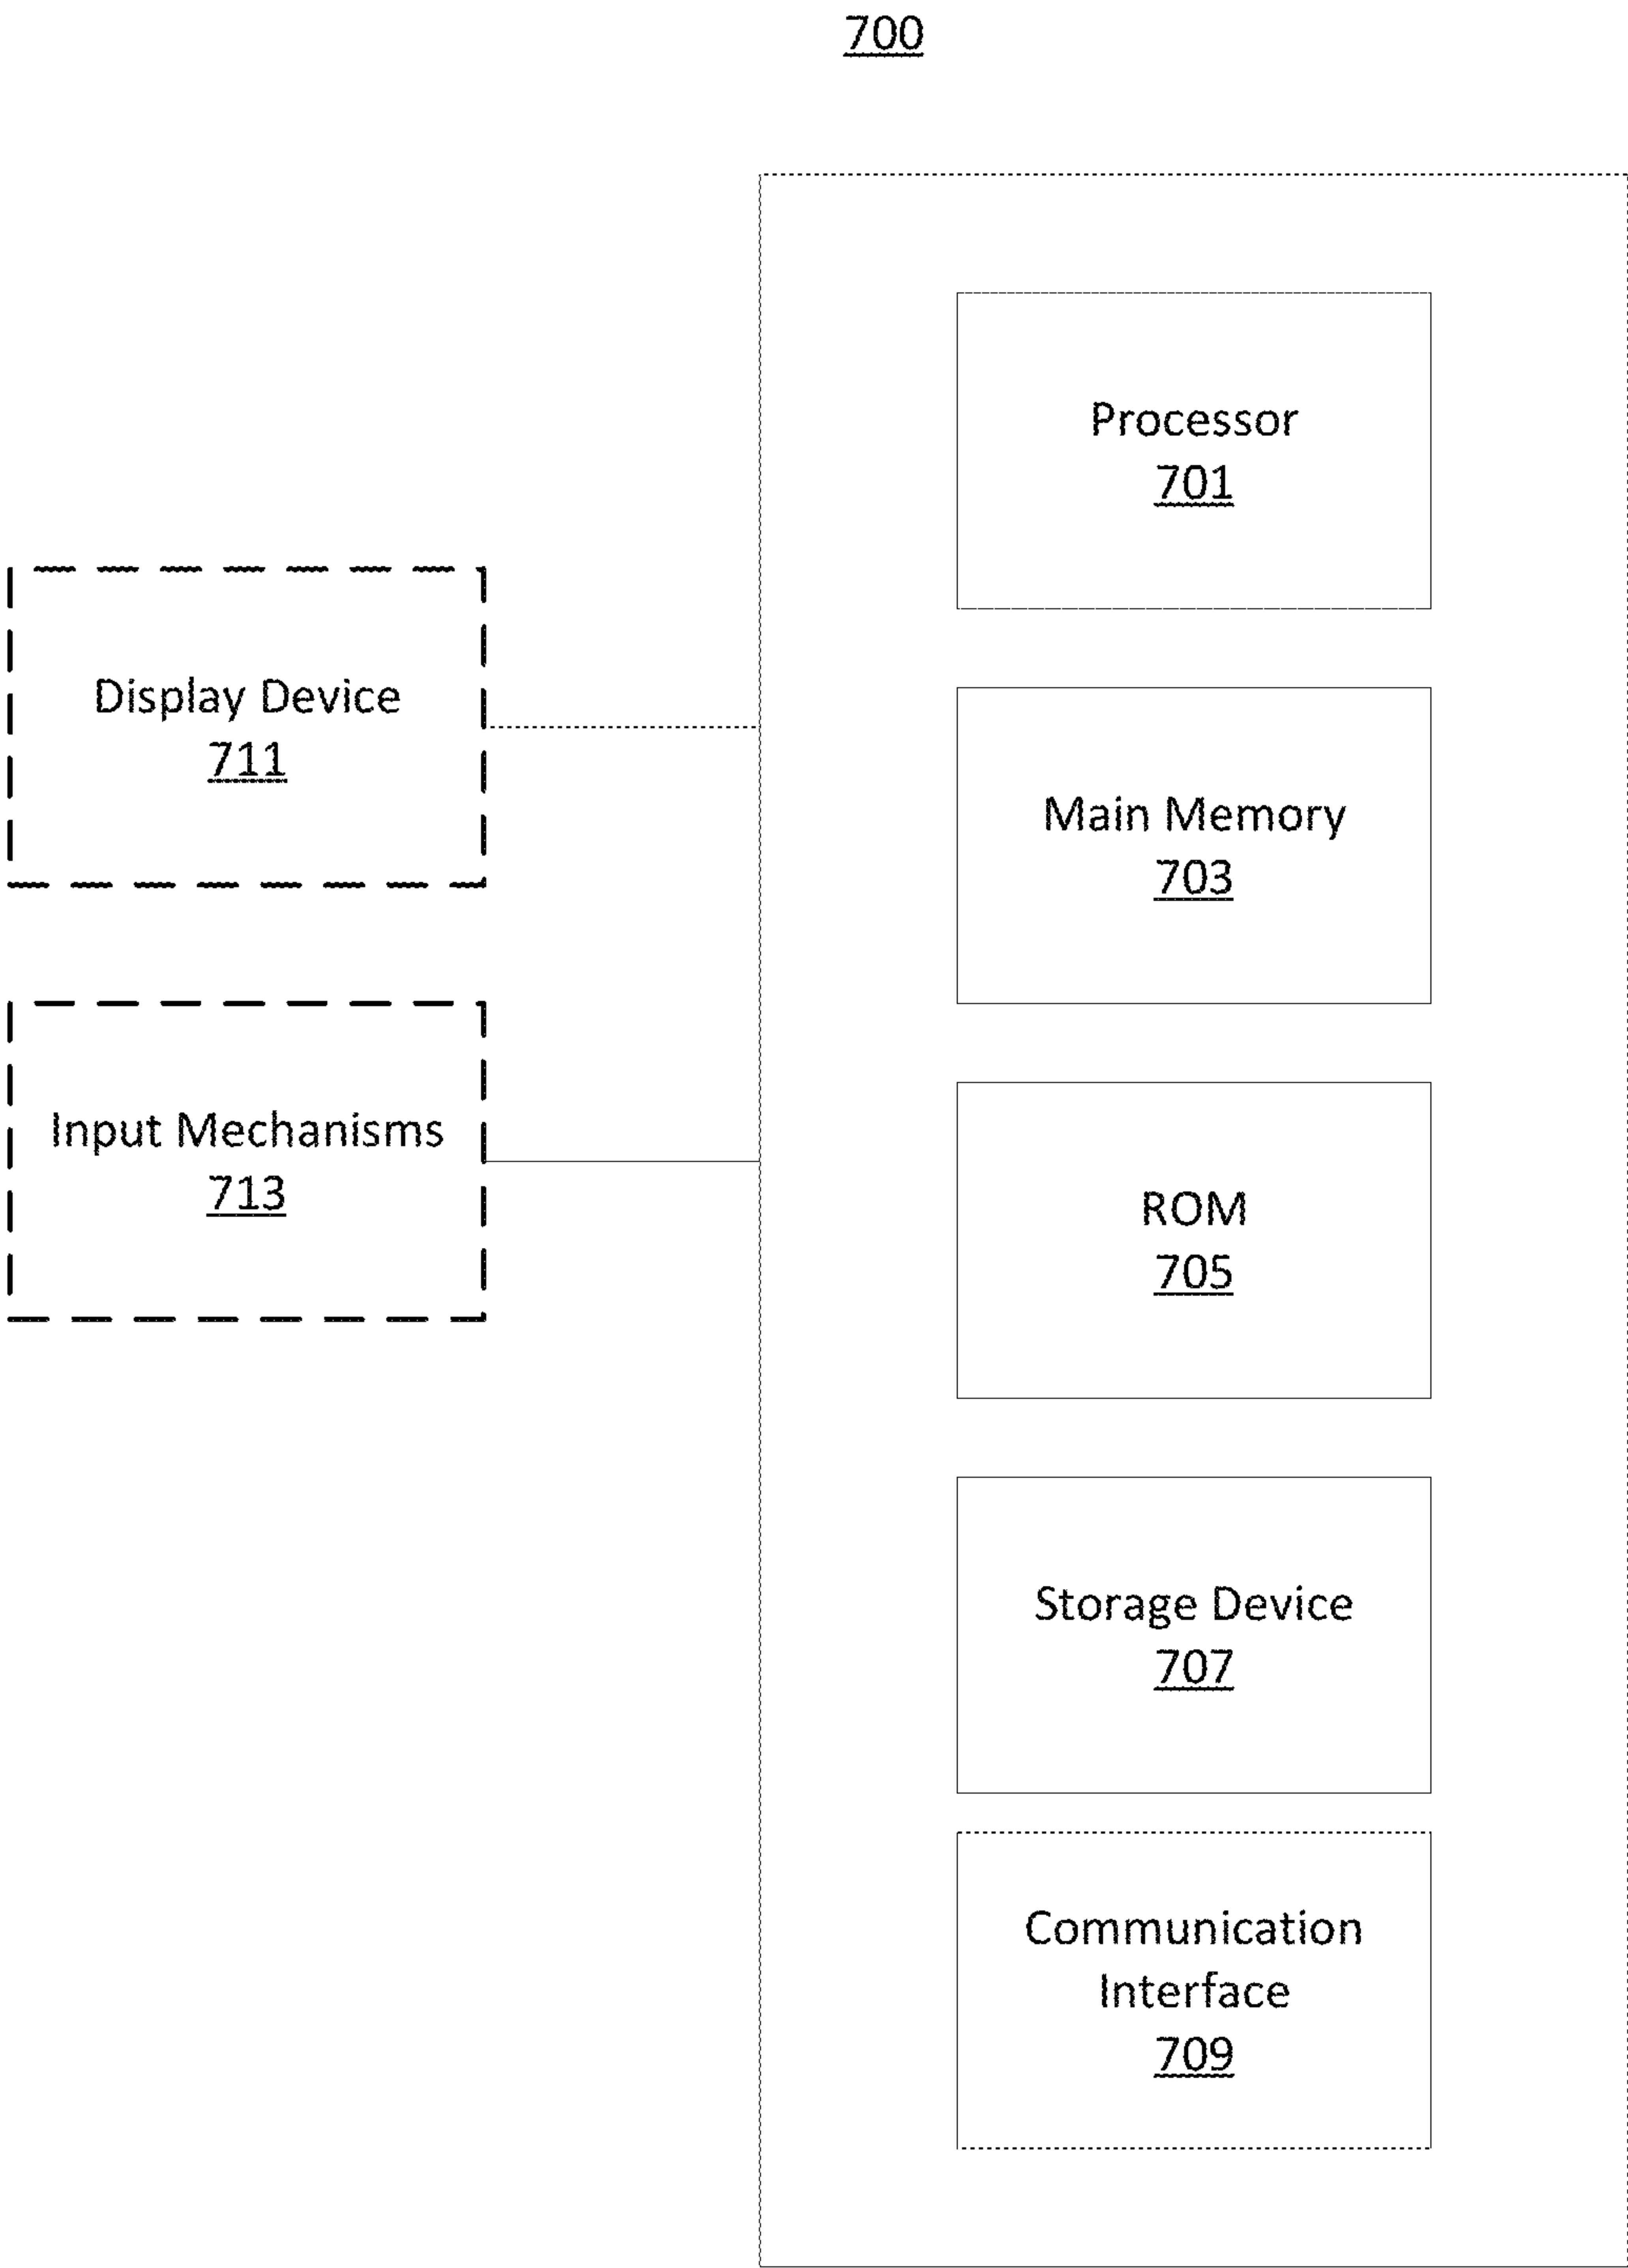 700
Processor
701
Display Device
711
Main Memory
703
Input Mechanisms
713
ROM
705
Storage Device
707
Communication
Interface
709